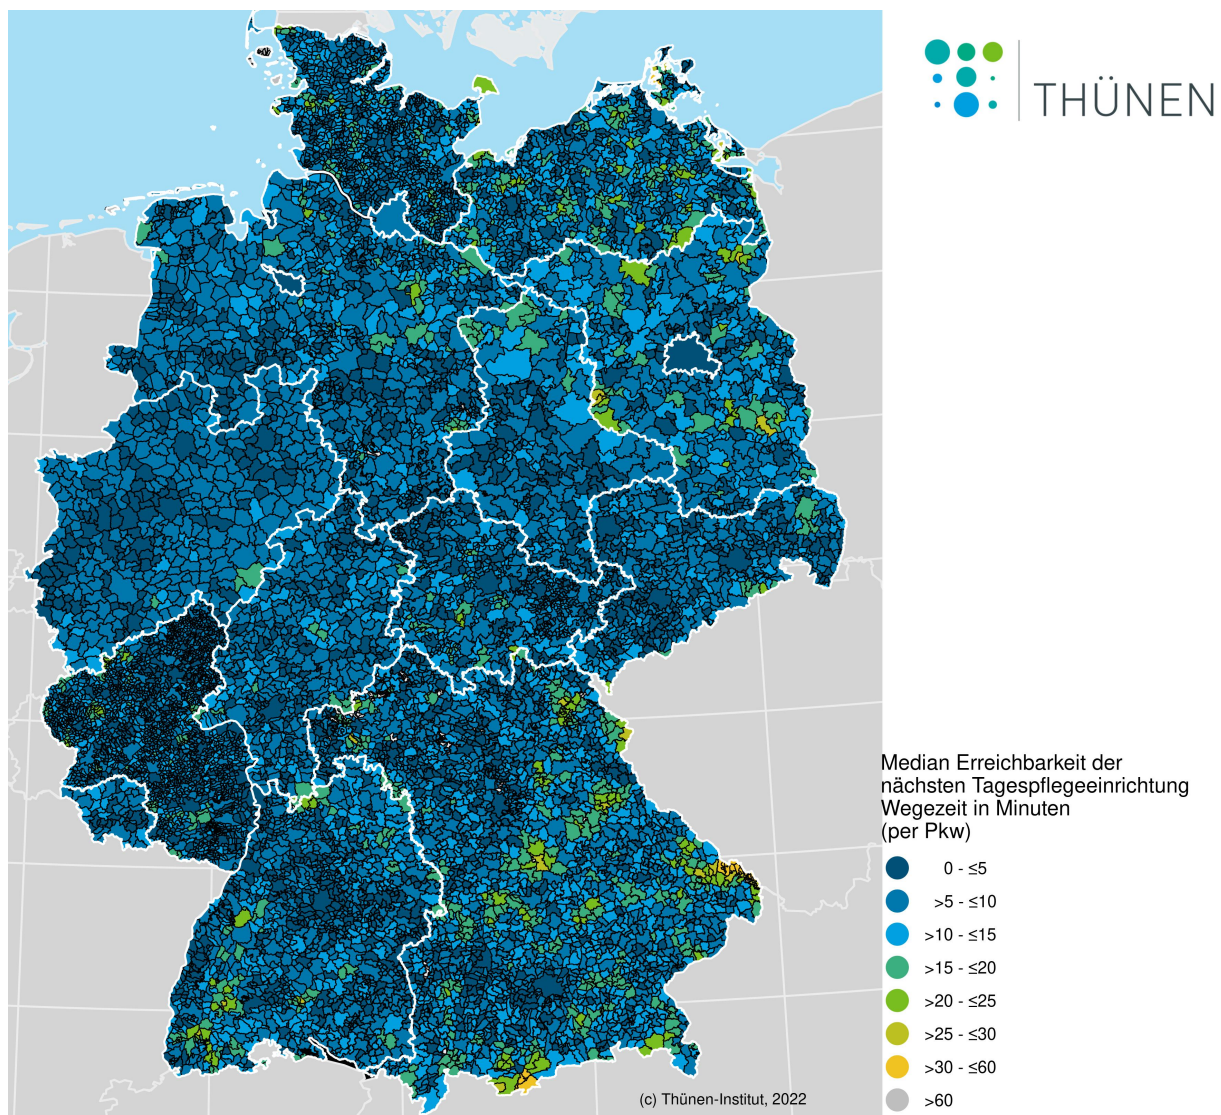 THÜNEN
Median Erreichbarkeit der
nächsten Tagespflegeeinrichtung
Wegezeit in Minuten
(per Pkw)
0 - ≤5
>5 - ≤10
>10 - ≤15
>15 - ≤20
>20 - ≤25
>25 - ≤30
>30 - ≤60
>60
(c) Thünen-Institut, 2022